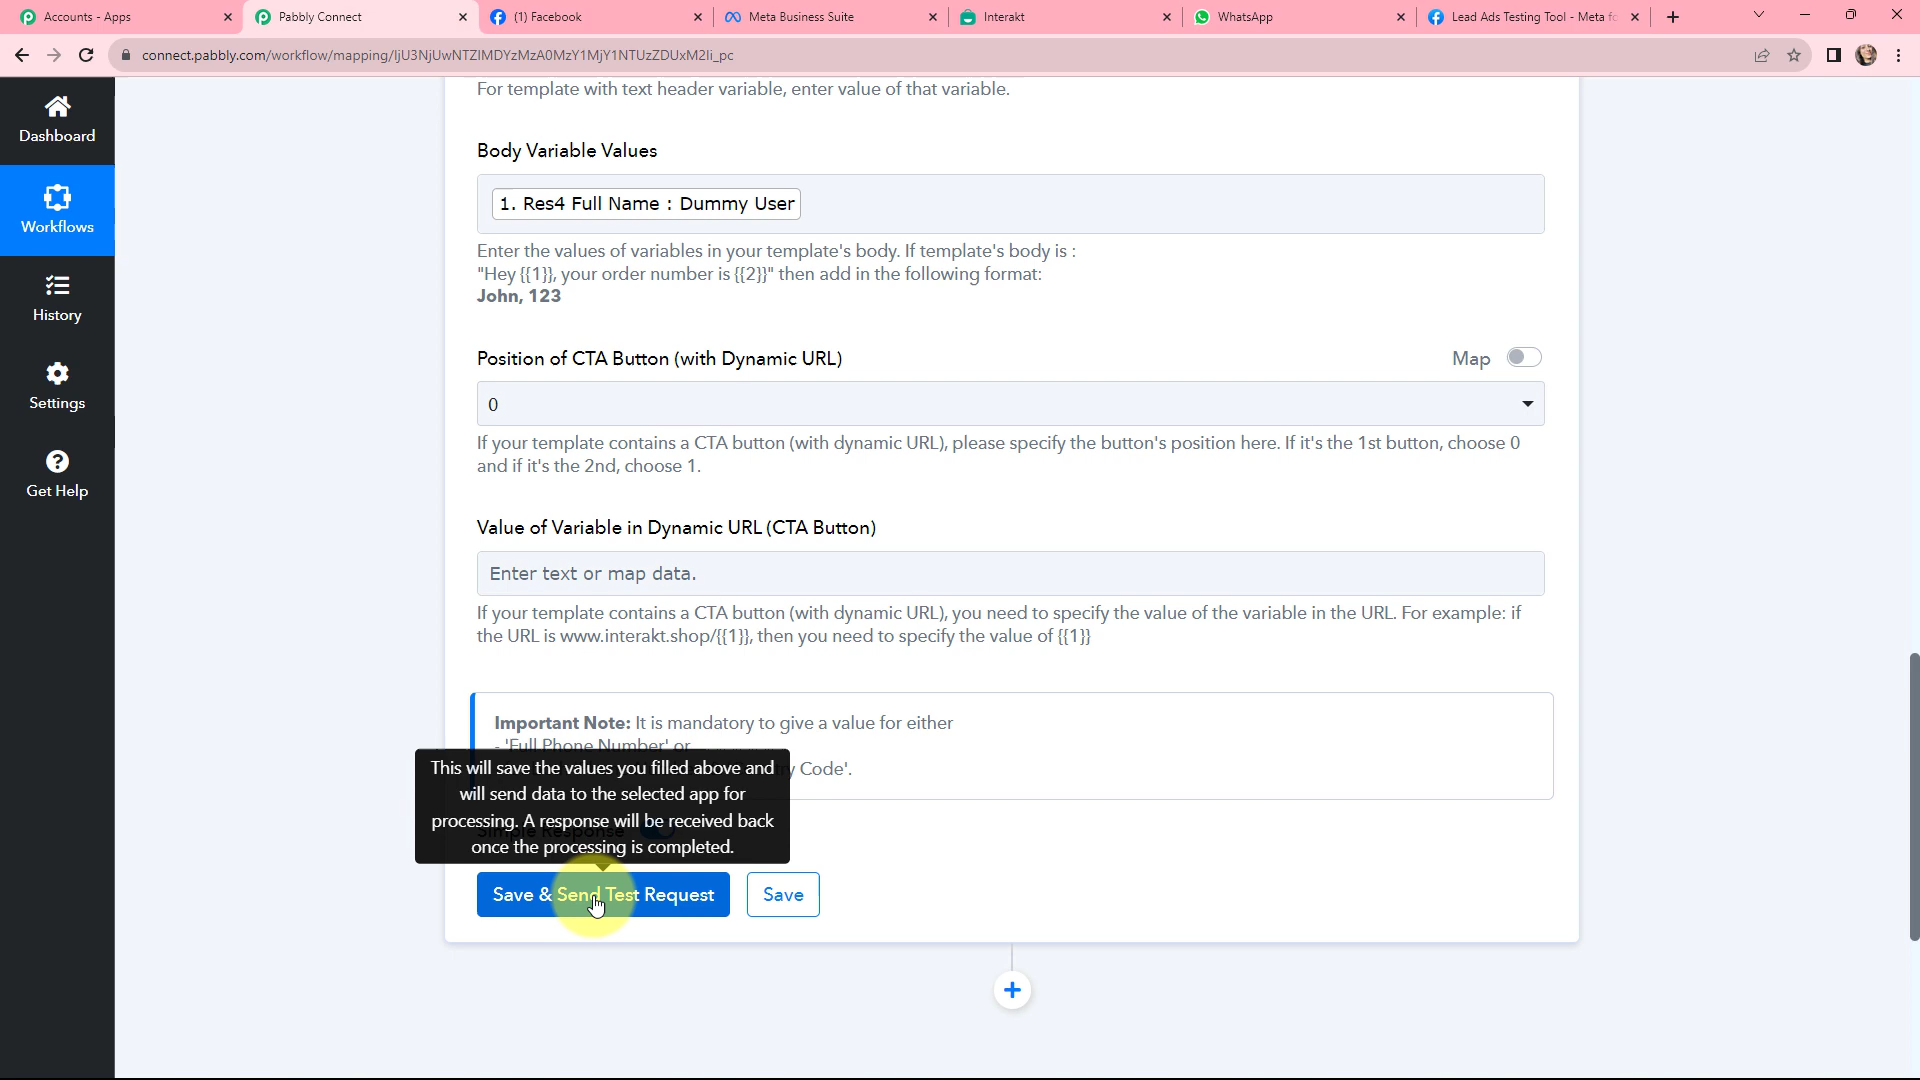 Accounts - Apps
Pabbly Connect
(1) Facebook
Meta Business Suite
Interakt
WhatsApp
Lead Ads Testing Tool - Meta fo
connect.pabbly.com/workflow/mapping/IjU3NjUwNTZlMDYzMzA0MzY1MjY1NTUzZDUxM2Ii_pc
Dashboard
Workflows
History
Settings
Get Help
For template with text header variable, enter value of that variable.
Body Variable Values
1. Res4 Full Name : Dummy User
Enter the values of variables in your template's body. If template's body is :
"Hey {{1}}, your order number is {{2}}" then add in the following format:
John, 123
Position of CTA Button (with Dynamic URL)
Map
0
If your template contains a CTA button (with dynamic URL), please specify the button's position here. If it's the 1st button, choose 0
and if it's the 2nd, choose 1.
Value of Variable in Dynamic URL (CTA Button)
Enter text or map data.
If your template contains a CTA button (with dynamic URL), you need to specify the value of the variable in the URL. For example: if
the URL is www.interakt.shop/{{1}}, then you need to specify the value of {{1}}
Important Note: It is mandatory to give a value for either
- 'Full Phone Number' or
Code'.
This will save the values you filled above and
will send data to the selected app for
processing. A response will be received back
once the processing is completed.
Simple Response
Save & Send Test Request
Save